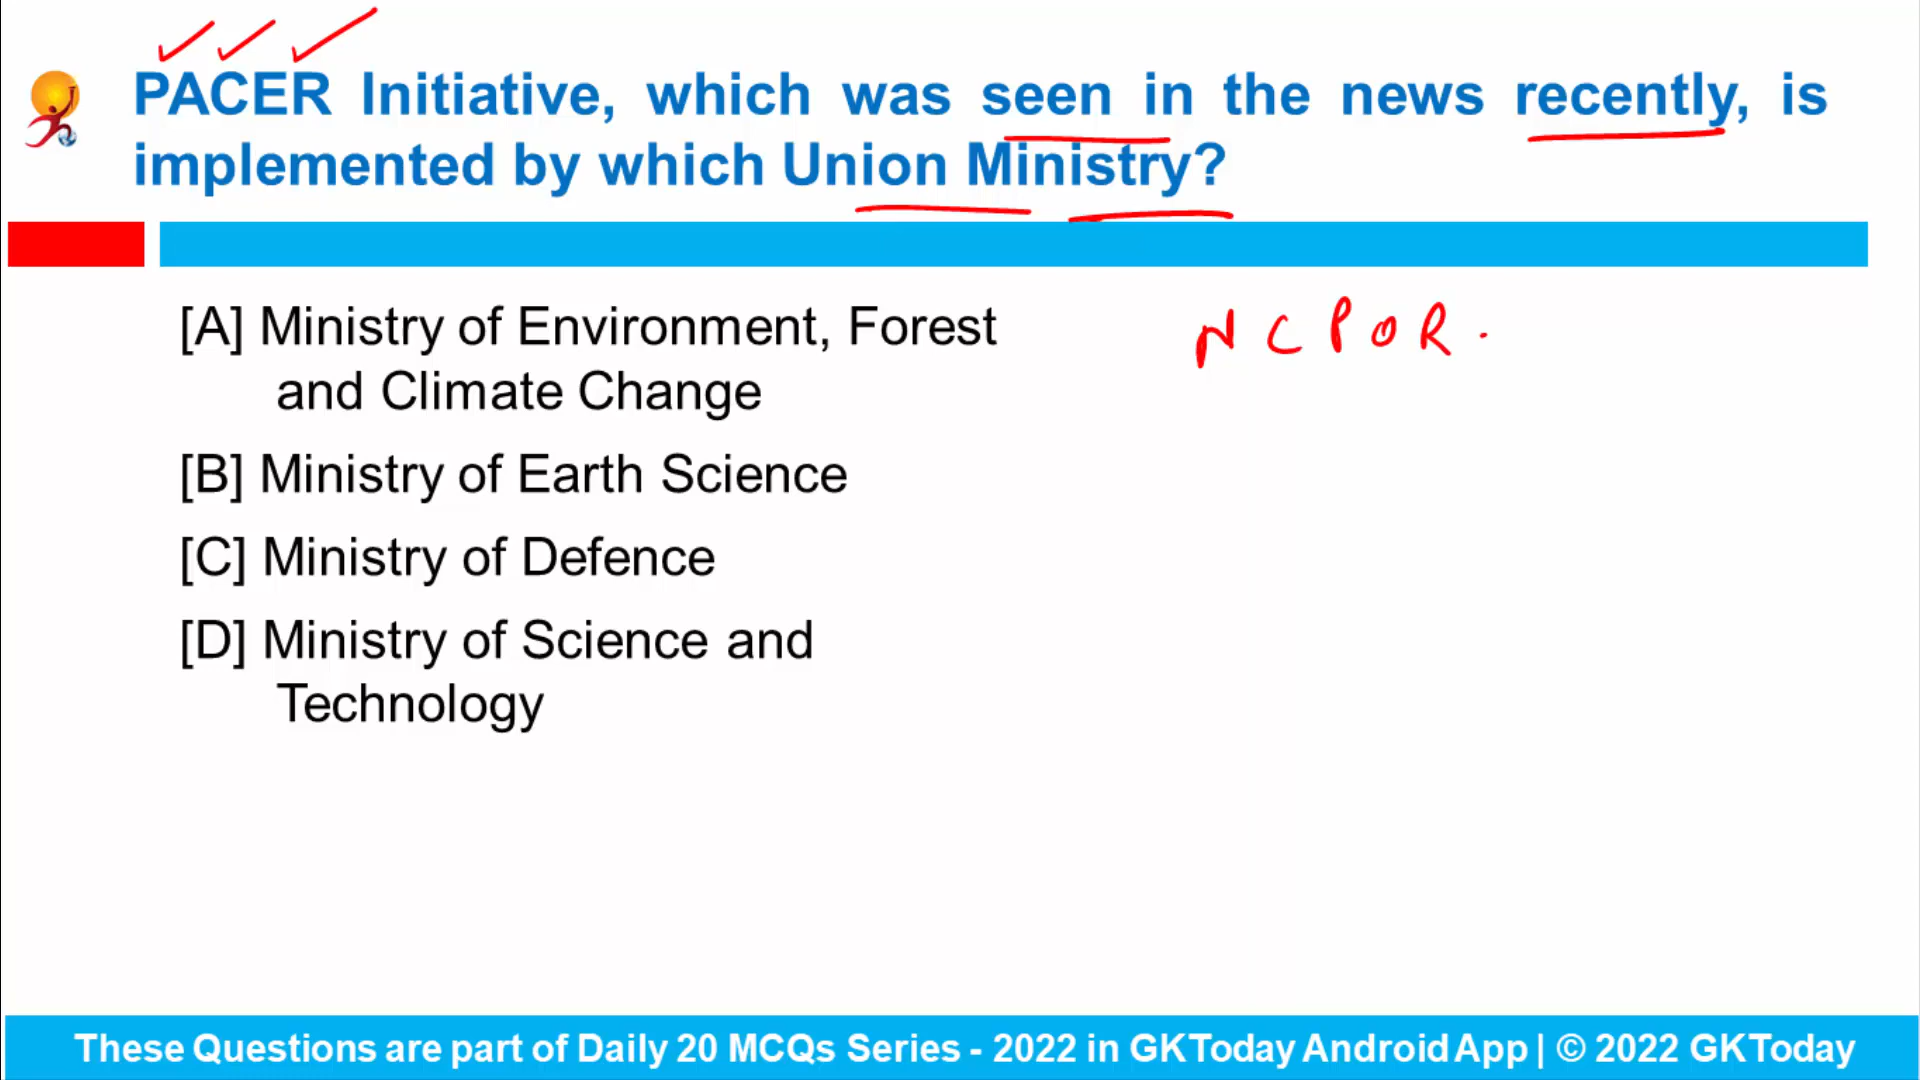 PACER Initiative, which was seen in the news recently, is
implemented by which Union Ministry?
[A] Ministry of Environment, Forest
and Climate Change
NCPOR.
[B] Ministry of Earth Science
[C] Ministry of Defence
[D] Ministry of Science and
Technology
These Questions are part of Daily 20 MCQs Series - 2022 in GKToday Android App | © 2022 GKToday